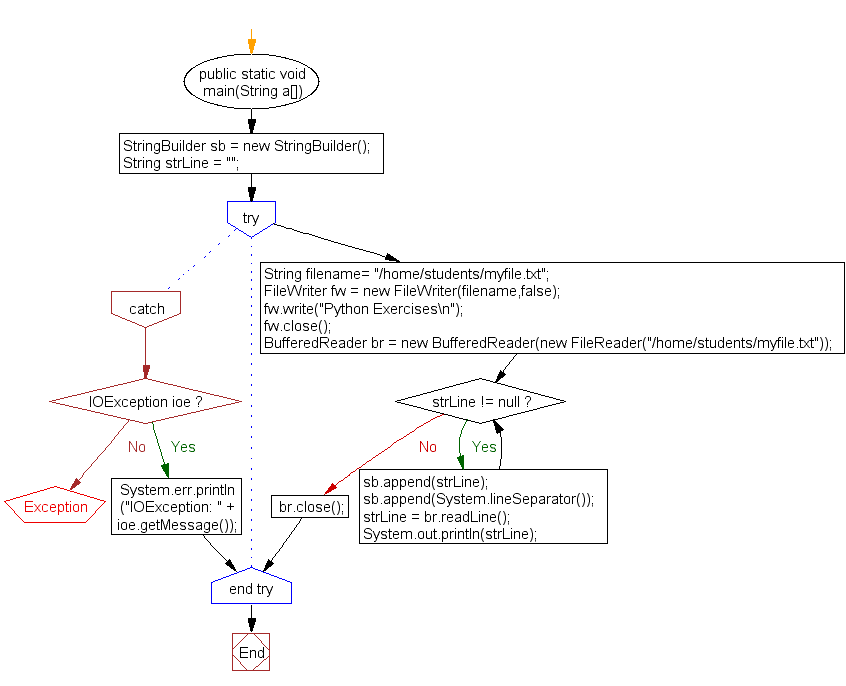 public static void
main(String a[])
StringBuilder sb = new StringBuilder();
String strLine = "";
try
String filename= "/home/students/myfile.txt";
FileWriter fw = new FileWriter(filename,false);
fw.write("Python Exercises\n");
fw.close();
BufferedReader br = new BufferedReader(new FileReader("/home/students/myfile.txt"));
catch
IOException ioe ?
strLine != null ?
No
Yes
No
Yes
Exception
System.err.println
("IOException: " +
ioe.getMessage());
br.close();
sb.append(strLine);
sb.append(System.lineSeparator());
strLine = br.readLine();
System.out.println(strLine);
end try
End